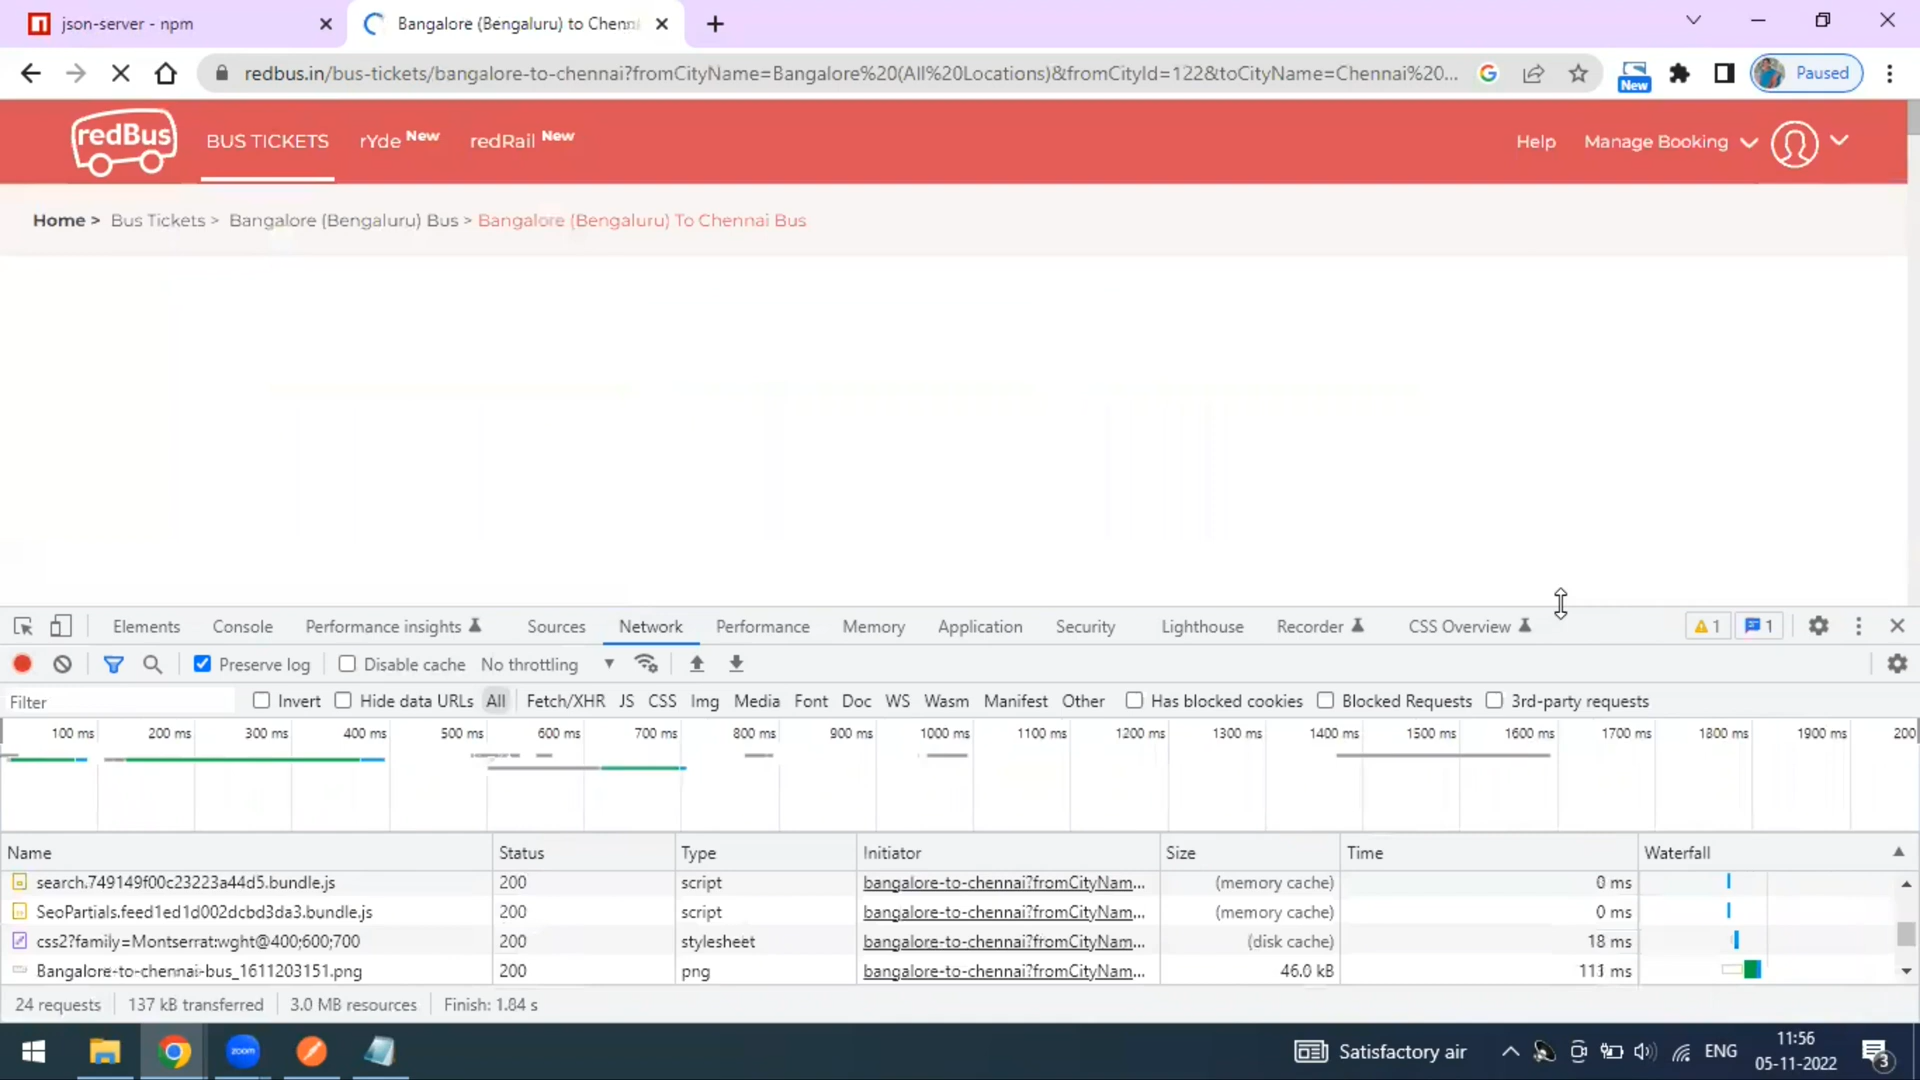 json-server - npm
Bangalore (Bengaluru) to Chenn
redbus.in/bus-tickets/bangalore-to-chennai?fromCityName=Bangalore%20(All%20Locations)&fromCityId=122&toCityName=Chennai%20...
New
Paused
redBus
BUS TICKETS
rYde New
redRail New
Help
Manage Booking
Home > Bus Tickets > Bangalore (Bengaluru) Bus > Bangalore (Bengaluru) To Chennai Bus
Elements Console Performance insights Sources Network Performance Memory Application Security Lighthouse Recorder CSS Overview 1 1
Preserve log Disable cache No throttling
Filter Invert Hide data URLs All Fetch/XHR JS CSS Img Media Font Doc WS Wasm Manifest Other Has blocked cookies Blocked Requests 3rd-party requests
100 ms 200 ms 300 ms 400 ms 500 ms 600 ms 700 ms 800 ms 900 ms 1000 ms 1100 ms 1200 ms 1300 ms 1400 ms 1500 ms 1600 ms 1700 ms 1800 ms 1900 ms 200
Name Status Type Initiator Size Time Waterfall
search.749149f00c23223a44d5.bundle.js 200 script bangalore-to-chennai?fromCityNam... (memory cache) 0 ms
SeoPartials.feed1ed1d002dcbd3da3.bundle.js 200 script bangalore-to-chennai?fromCityNam... (memory cache) 0 ms
css2?family=Montserrat:wght@400;600;700 200 stylesheet bangalore-to-chennai?fromCityNam... (disk cache) 18 ms
Bangalore-to-chennai-bus_1611203151.png 200 png bangalore-to-chennai?fromCityNam... 46.0 kB 111 ms
24 requests 137 kB transferred 3.0 MB resources Finish: 1.84 s
zoom
Satisfactory air
ENG
11:56
05-11-2022
3